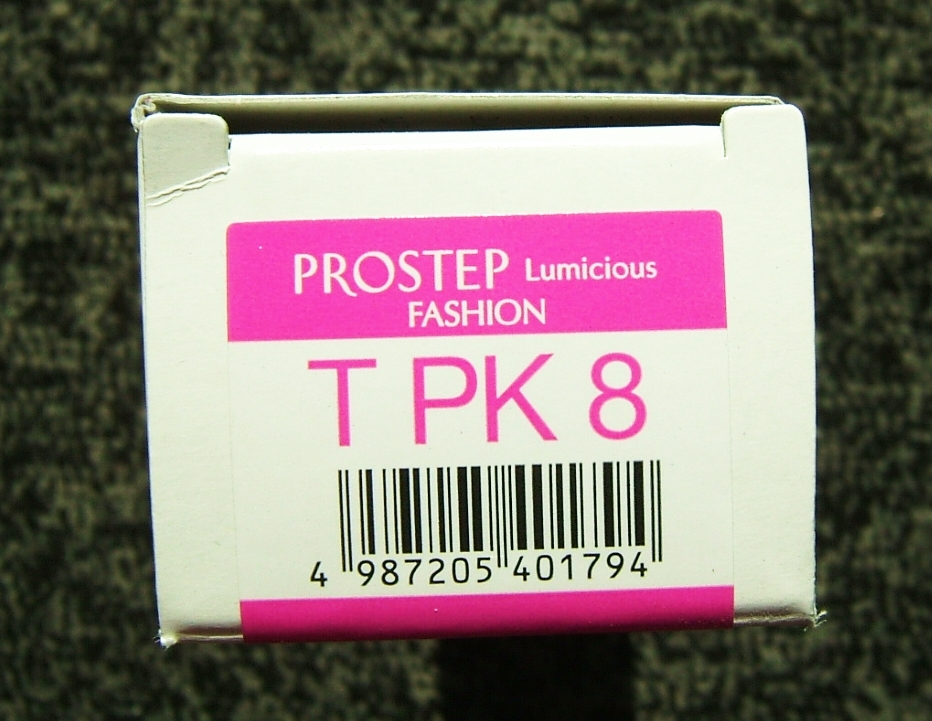 PROSTEP Lumicious
FASHION
T PK 8
4 987205 401794